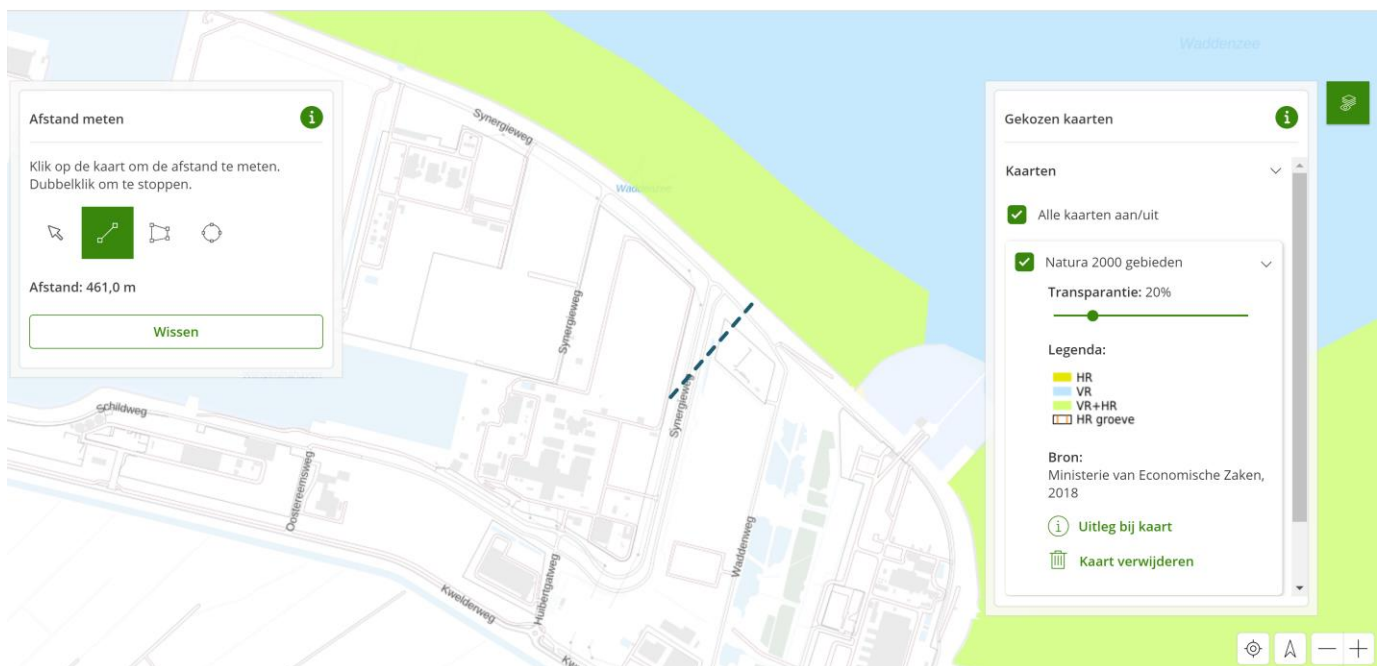 Waddenzee
Afstand meten
Klik op de kaart om de afstand te meten.
Dubbelklik om te stoppen.
Afstand: 461,0 m
Wissen
Gekozen kaarten
Kaarten
Alle kaarten aan/uit
Natura 2000 gebieden
Transparantie: 20%
Legenda:
HR
VR
VR+HR
HR groeve
Bron:
Ministerie van Economische Zaken,
2018
Uitleg bij kaart
Kaart verwijderen
Synergieweg
Waddenzee
Synergieweg
Synergieweg
Schildweg
Oostereemsweg
Huibertgatweg
Waddenweg
Kwelderweg